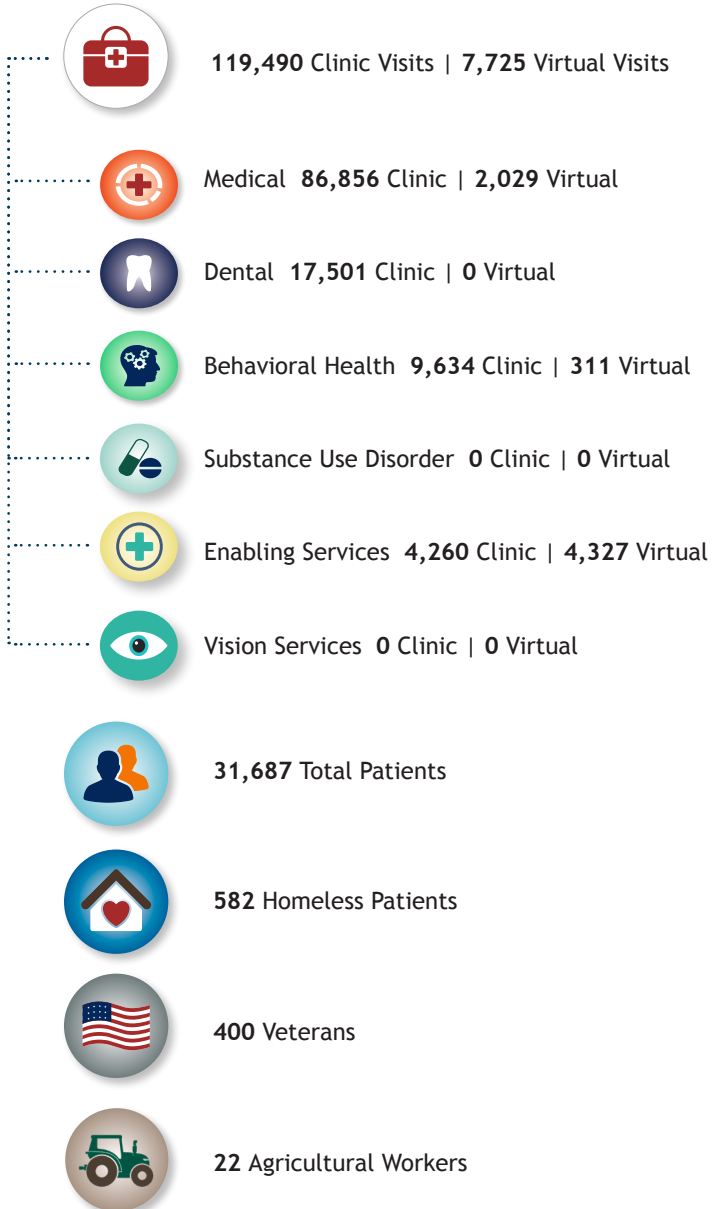 119,490 Clinic Visits | 7,725 Virtual Visits
Medical 86,856 Clinic | 2,029 Virtual
Dental 17,501 Clinic | 0 Virtual
Behavioral Health 9,634 Clinic | 311 Virtual
Substance Use Disorder 0 Clinic | 0 Virtual
Enabling Services 4,260 Clinic | 4,327 Virtual
Vision Services 0 Clinic | 0 Virtual
31,687 Total Patients
582 Homeless Patients
400 Veterans
22 Agricultural Workers